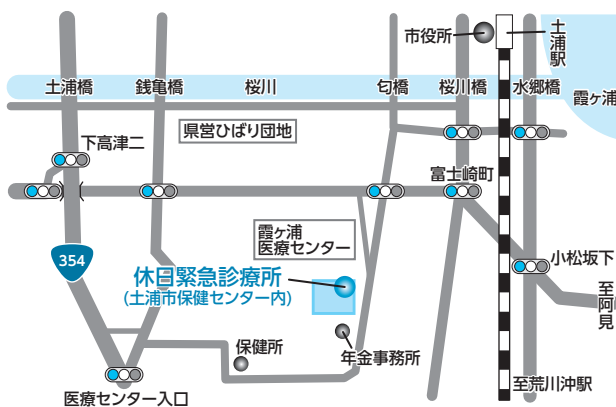 市役所
土浦駅
土浦橋
銭亀橋
桜川
匂橋
桜川橋
水郷橋
霞ヶ浦
県営ひばり団地
下高津二
富士崎町
霞ヶ浦
医療センター
354
休日緊急診療所
(土浦市保健センター内)
小松坂下
至阿見
保健所
年金事務所
至荒川沖駅
医療センター入口